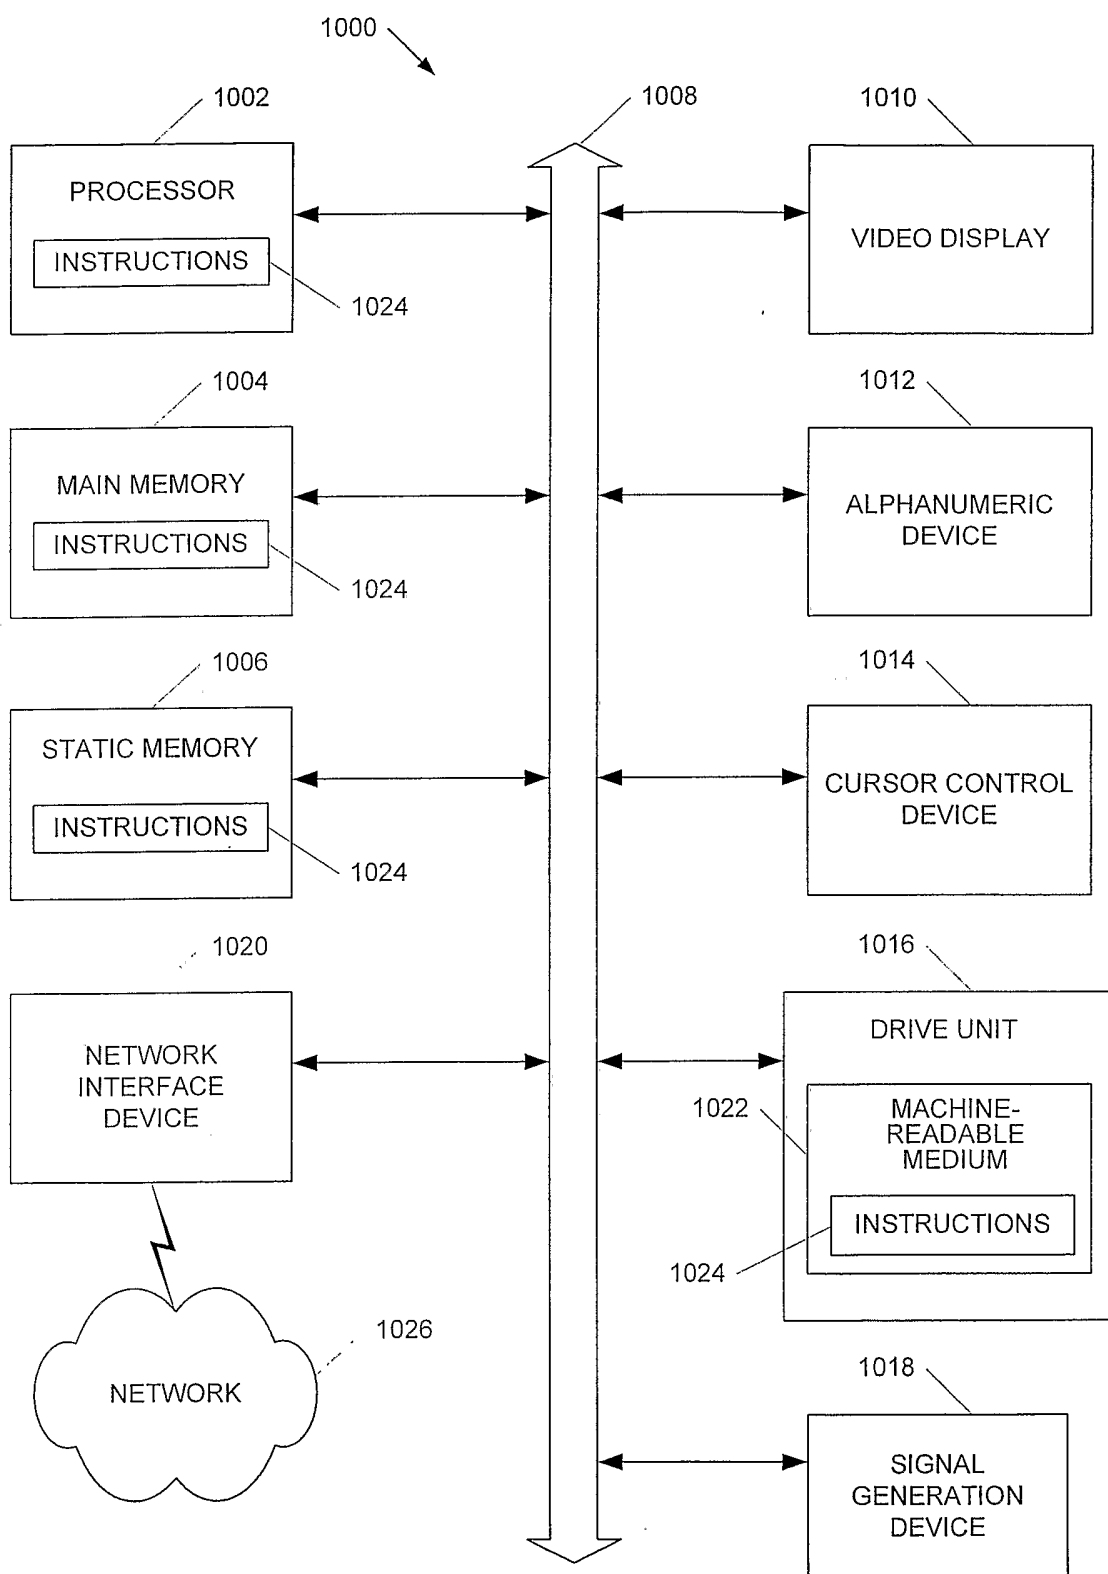 1000
1002
PROCESSOR
INSTRUCTIONS
1024
1004
MAIN MEMORY
INSTRUCTIONS
1024
1006
STATIC MEMORY
INSTRUCTIONS
1024
1020
NETWORK
INTERFACE
DEVICE
1026
NETWORK
1008
1010
VIDEO DISPLAY
1012
ALPHANUMERIC
DEVICE
1014
CURSOR CONTROL
DEVICE
1016
DRIVE UNIT
1022
MACHINE-
READABLE
MEDIUM
INSTRUCTIONS
1024
1018
SIGNAL
GENERATION
DEVICE